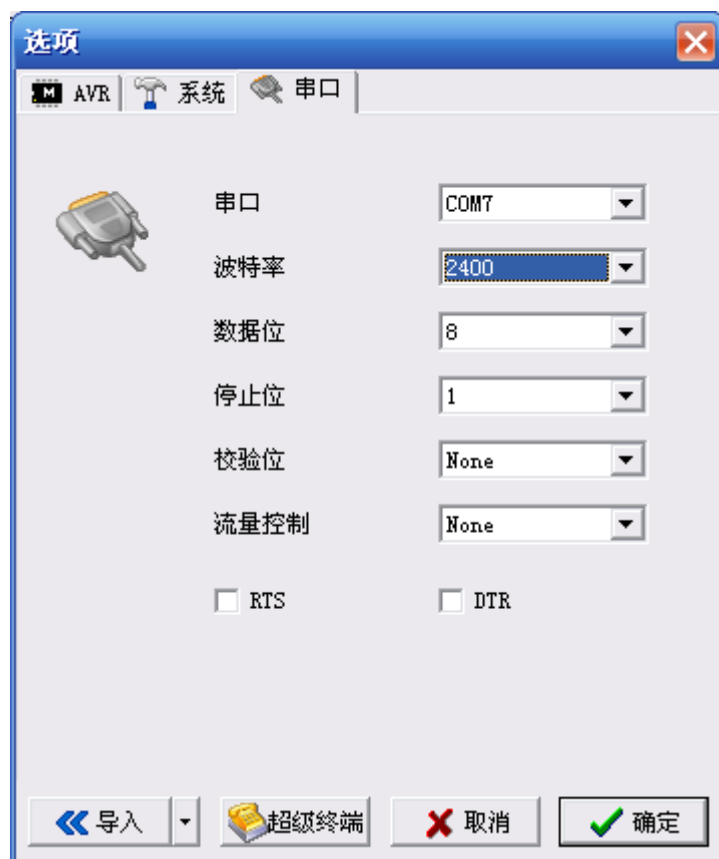 选项
M AVR 系统 串口
串口 COM7
波特率 2400
数据位 8
停止位 1
校验位 None
流量控制 None
RTS DTR
导入 超级终端 取消 确定